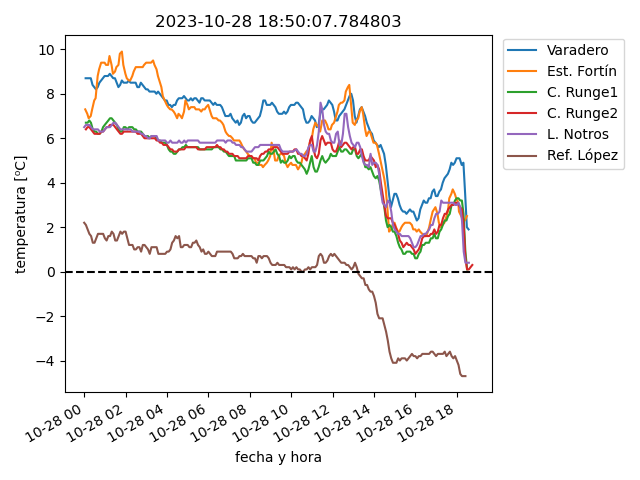 2023-10-28 18:50:07.784803
temperatura [ºC]
10
8
6
4
2
0
−2
−4
10-28 00
10-28 02
10-28 04
10-28 06
10-28 08
10-28 10
10-28 12
10-28 14
10-28 16
10-28 18
fecha y hora
Varadero
Est. Fortín
C. Runge1
C. Runge2
L. Notros
Ref. López